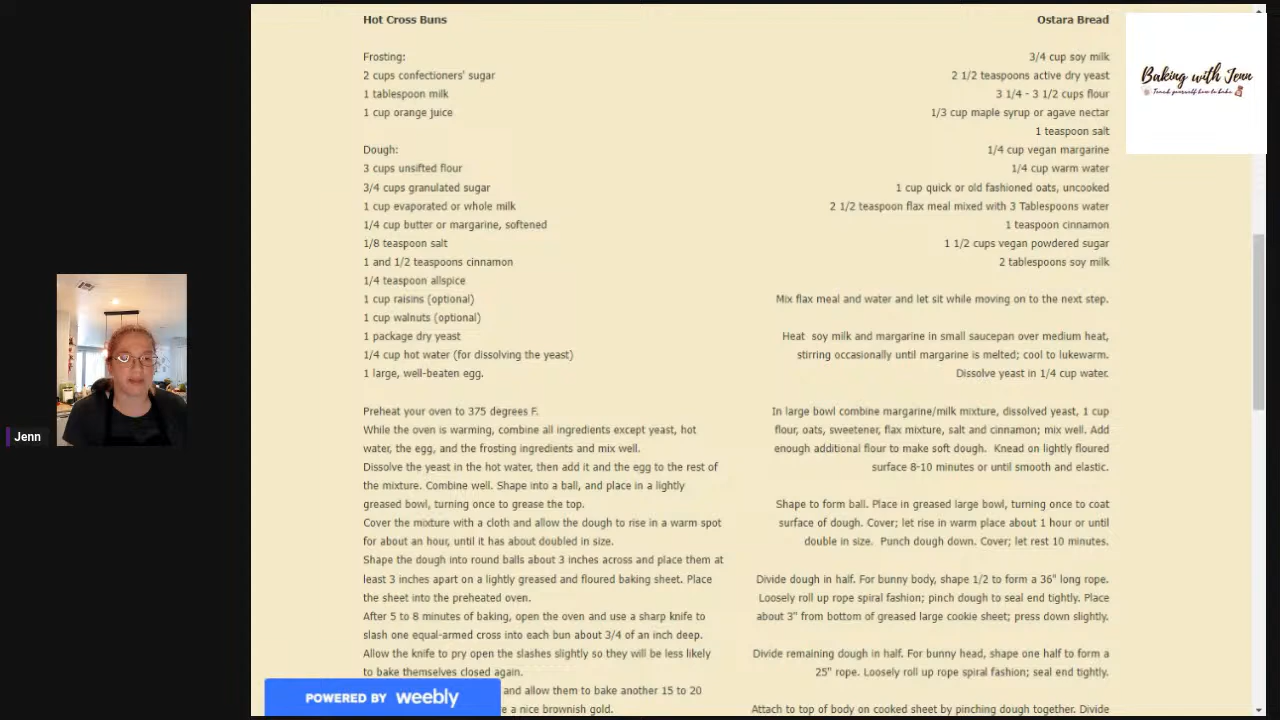 Hot Cross Buns
Frosting:
2 cups confectioners' sugar
1 tablespoon milk
1 cup orange juice
Dough:
3 cups unsifted flour
3/4 cups granulated sugar
1 cup evaporated or whole milk
1/4 cup butter or margarine, softened
1/8 teaspoon salt
1 and 1/2 teaspoons cinnamon
1/4 teaspoon allspice
1 cup raisins (optional)
1 cup walnuts (optional)
1 package dry yeast
1/4 cup hot water (for dissolving the yeast)
1 large, well-beaten egg.
Preheat your oven to 375 degrees F.
While the oven is warming, combine all ingredients except yeast, hot
water, the egg, and the frosting ingredients and mix well.
Dissolve the yeast in the hot water, then add it and the egg to the rest of
the mixture. Combine well. Shape into a ball, and place in a lightly
greased bowl, turning once to grease the top.
Cover the mixture with a cloth and allow the dough to rise in a warm spot
for about an hour, until it has about doubled in size.
Shape the dough into round balls about 3 inches across and place them at
least 3 inches apart on a lightly greased and floured baking sheet. Place
the sheet into the preheated oven.
After 5 to 8 minutes of baking, open the oven and use a sharp knife to
slash one equal-armed cross into each bun about 3/4 of an inch deep.
Allow the knife to pry open the slashes slightly so they will be less likely
to bake themselves closed again.
and allow them to bake another 15 to 20
a nice brownish gold.
Ostara Bread
3/4 cup soy milk
2 1/2 teaspoons active dry yeast
3 1/4 - 3 1/2 cups flour
1/3 cup maple syrup or agave nectar
1 teaspoon salt
1/4 cup vegan margarine
1/4 cup warm water
1 cup quick or old fashioned oats, uncooked
2 1/2 teaspoon flax meal mixed with 3 Tablespoons water
1 teaspoon cinnamon
1 1/2 cups vegan powdered sugar
2 tablespoons soy milk
Mix flax meal and water and let sit while moving on to the next step.
Heat soy milk and margarine in small saucepan over medium heat,
stirring occasionally until margarine is melted; cool to lukewarm.
Dissolve yeast in 1/4 cup water.
In large bowl combine margarine/milk mixture, dissolved yeast, 1 cup
flour, oats, sweetener, flax mixture, salt and cinnamon; mix well. Add
enough additional flour to make soft dough. Knead on lightly floured
surface 8-10 minutes or until smooth and elastic.
Shape to form ball. Place in greased large bowl, turning once to coat
surface of dough. Cover; let rise in warm place about 1 hour or until
double in size. Punch dough down. Cover; let rest 10 minutes.
Divide dough in half. For bunny body, shape 1/2 to form a 36" long rope.
Loosely roll up rope spiral fashion; pinch dough to seal end tightly. Place
about 3" from bottom of greased large cookie sheet; press down slightly.
Divide remaining dough in half. For bunny head, shape one half to form a
25" rope. Loosely roll up rope spiral fashion; seal end tightly.
Attach to top of body on cooked sheet by pinching dough together. Divide
Baking with Jenn
Teach yourself how to bake
Jenn
POWERED BY weebly